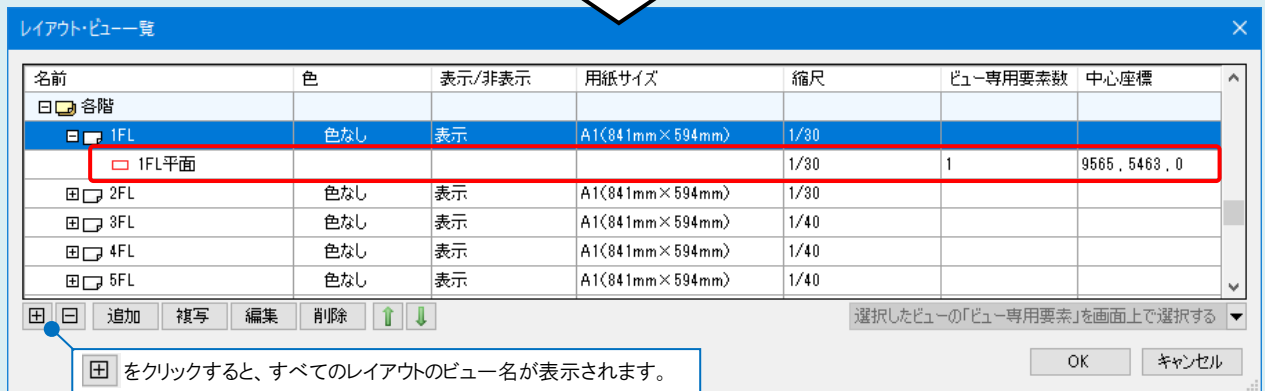 レイアウト・ビュー一覧
名前 色 表示/非表示 用紙サイズ 縮尺 ビュー専用要素数 中心座標
各階
1FL 色なし 表示 A1(841mm×594mm) 1/30
1FL平面 1/30 1 9565 , 5463 , 0
2FL 色なし 表示 A1(841mm×594mm) 1/30
3FL 色なし 表示 A1(841mm×594mm) 1/40
4FL 色なし 表示 A1(841mm×594mm) 1/40
5FL 色なし 表示 A1(841mm×594mm) 1/40
追加 複写 編集 削除 選択したビューの「ビュー専用要素」を画面上で選択する
をクリックすると、すべてのレイアウトのビュー名が表示されます。
OK キャンセル